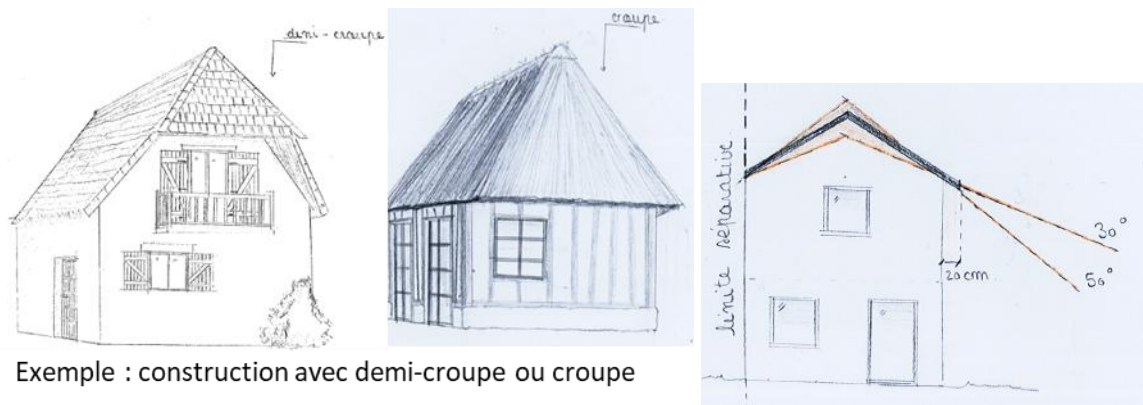 demi-croupe
croupe
limite séparative
30°
20 cm
50°
Exemple : construction avec demi-croupe ou croupe